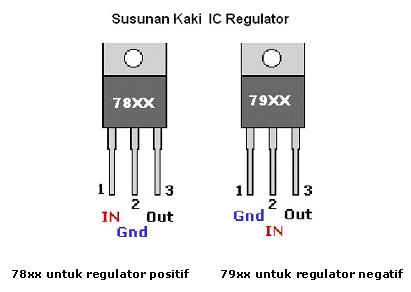 Susunan Kaki IC Regulator
78XX
79XX
1 2 3
IN Gnd Out
1 2 3
Gnd IN Out
78xx untuk regulator positif
79xx untuk regulator negatif